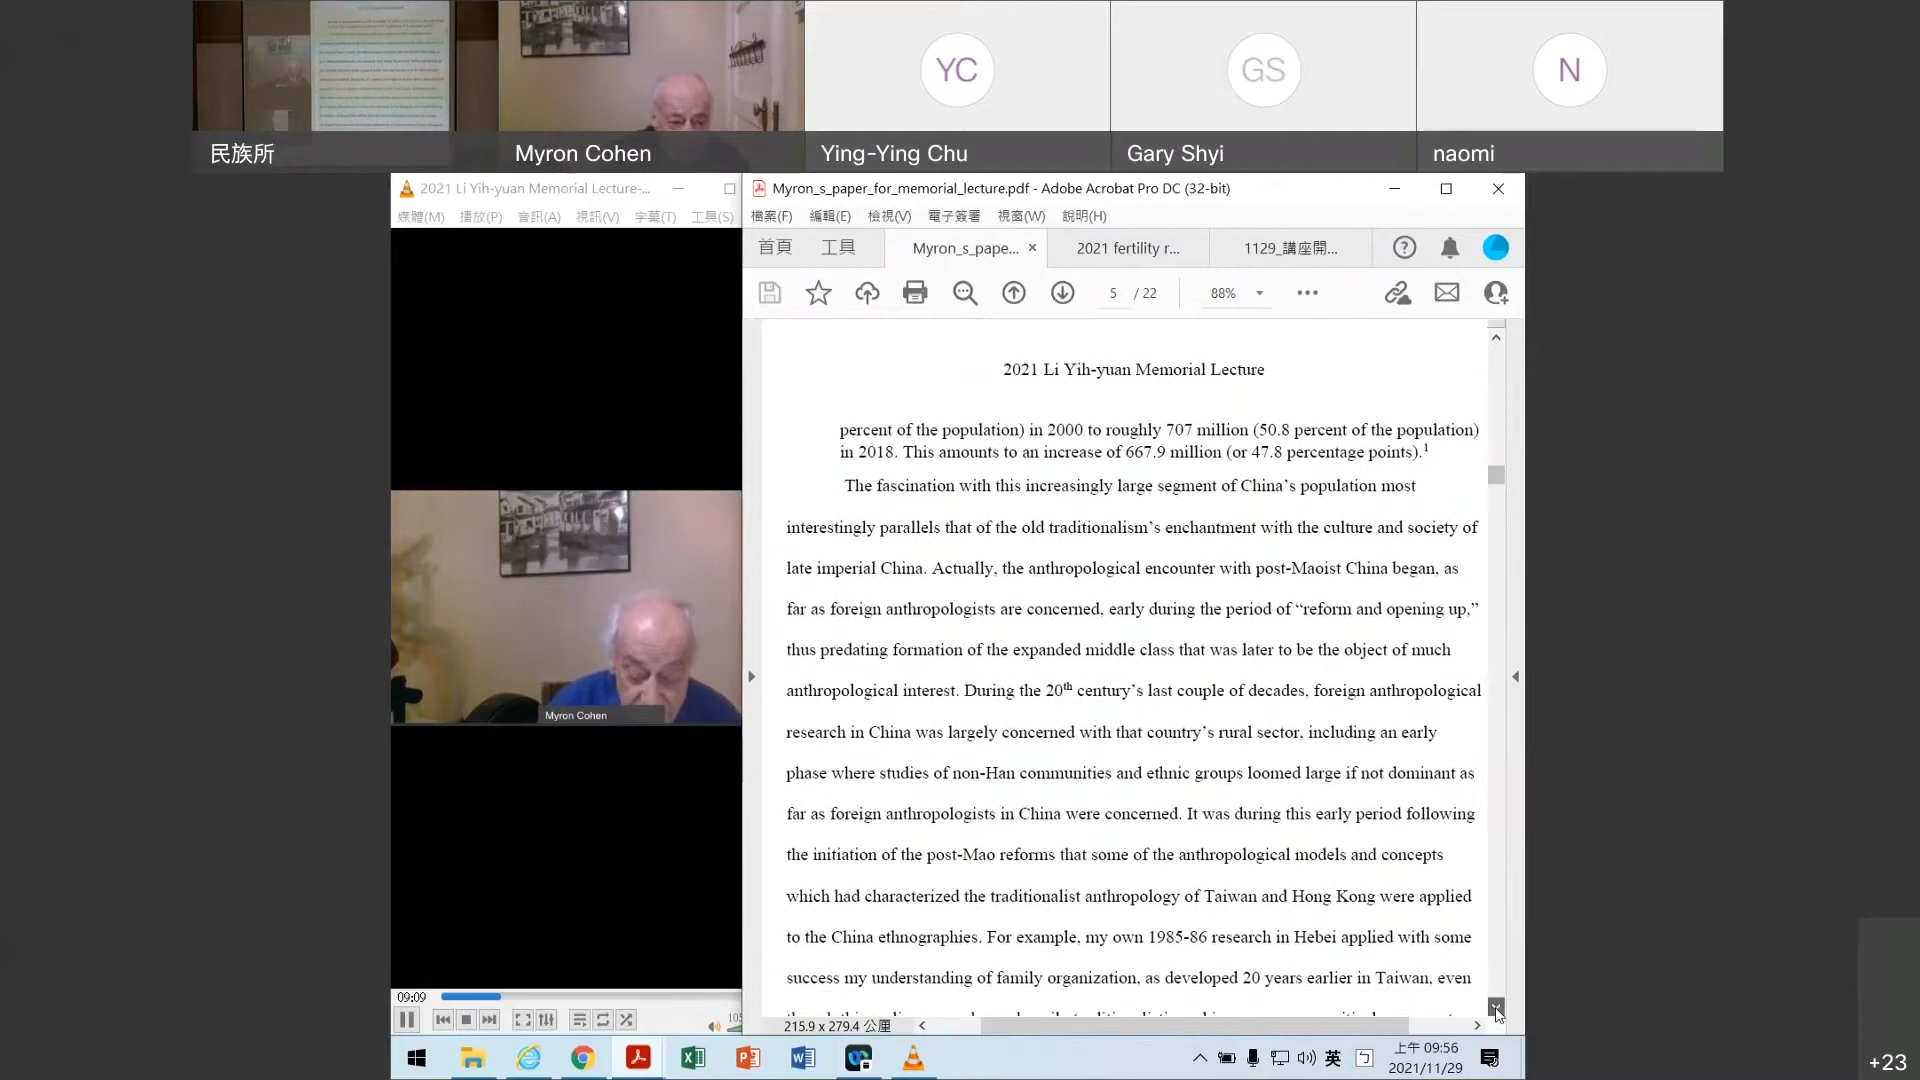 民族所
Myron Cohen
Ying-Ying Chu
Gary Shyi
naomi
2021 Li Yih-yuan Memorial Lecture-...
媒體(M) 播放(P) 音訊(A) 視訊(V) 字幕(T) 工具(S)
Myron Cohen
09:09
Myron_s_paper_for_memorial_lecture.pdf - Adobe Acrobat Pro DC (32-bit)
檔案(F) 編輯(E) 檢視(V) 電子簽署 視窗(W) 說明(H)
首頁 工具 Myron_s_pape... × 2021 fertility r... 1129_講座開...
5 / 22 88%
2021 Li Yih-yuan Memorial Lecture
percent of the population) in 2000 to roughly 707 million (50.8 percent of the population)
in 2018. This amounts to an increase of 667.9 million (or 47.8 percentage points).1
The fascination with this increasingly large segment of China’s population most
interestingly parallels that of the old traditionalism’s enchantment with the culture and society of
late imperial China. Actually, the anthropological encounter with post-Maoist China began, as
far as foreign anthropologists are concerned, early during the period of “reform and opening up,”
thus predating formation of the expanded middle class that was later to be the object of much
anthropological interest. During the 20th century’s last couple of decades, foreign anthropological
research in China was largely concerned with that country’s rural sector, including an early
phase where studies of non-Han communities and ethnic groups loomed large if not dominant as
far as foreign anthropologists in China were concerned. It was during this early period following
the initiation of the post-Mao reforms that some of the anthropological models and concepts
which had characterized the traditionalist anthropology of Taiwan and Hong Kong were applied
to the China ethnographies. For example, my own 1985-86 research in Hebei applied with some
success my understanding of family organization, as developed 20 years earlier in Taiwan, even
215.9 x 279.4 公厘
英
上午 09:56
2021/11/29
+23